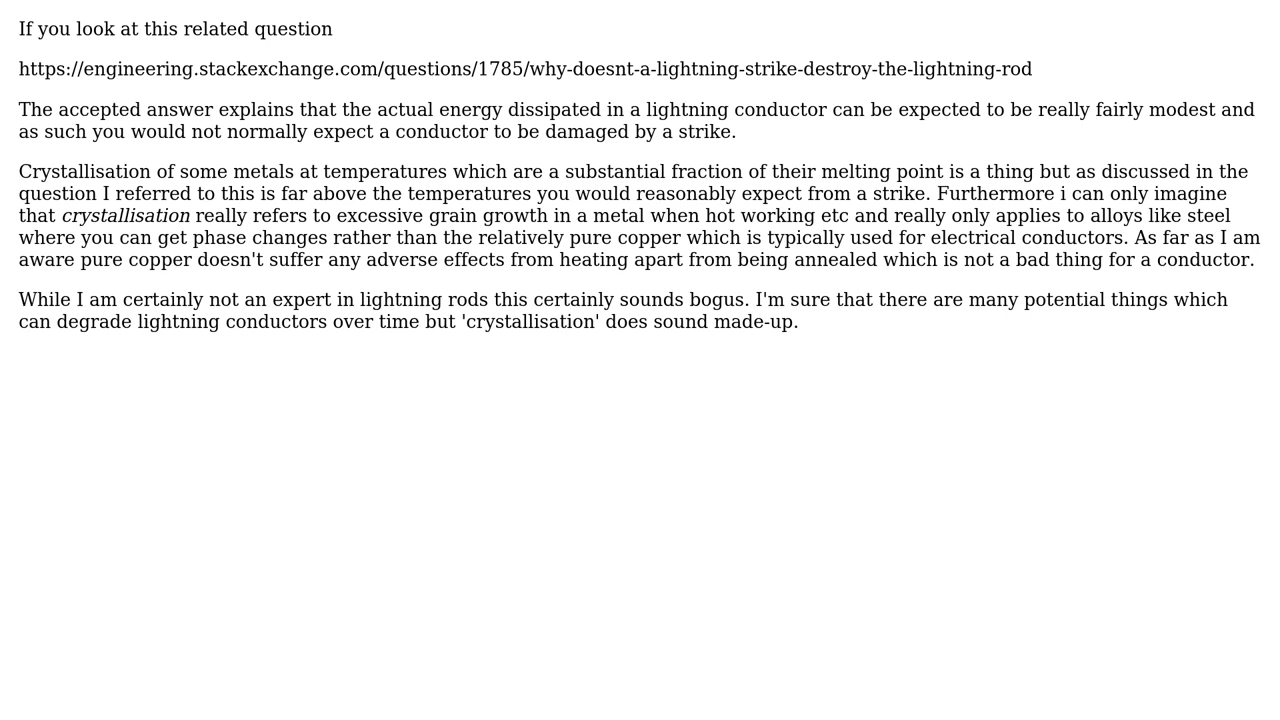 If you look at this related question
https://engineering.stackexchange.com/questions/1785/why-doesnt-a-lightning-strike-destroy-the-lightning-rod
The accepted answer explains that the actual energy dissipated in a lightning conductor can be expected to be really fairly modest and
as such you would not normally expect a conductor to be damaged by a strike.
Crystallisation of some metals at temperatures which are a substantial fraction of their melting point is a thing but as discussed in the
question I referred to this is far above the temperatures you would reasonably expect from a strike. Furthermore i can only imagine
that crystallisation really refers to excessive grain growth in a metal when hot working etc and really only applies to alloys like steel
where you can get phase changes rather than the relatively pure copper which is typically used for electrical conductors. As far as I am
aware pure copper doesn't suffer any adverse effects from heating apart from being annealed which is not a bad thing for a conductor.
While I am certainly not an expert in lightning rods this certainly sounds bogus. I'm sure that there are many potential things which
can degrade lightning conductors over time but 'crystallisation' does sound made-up.